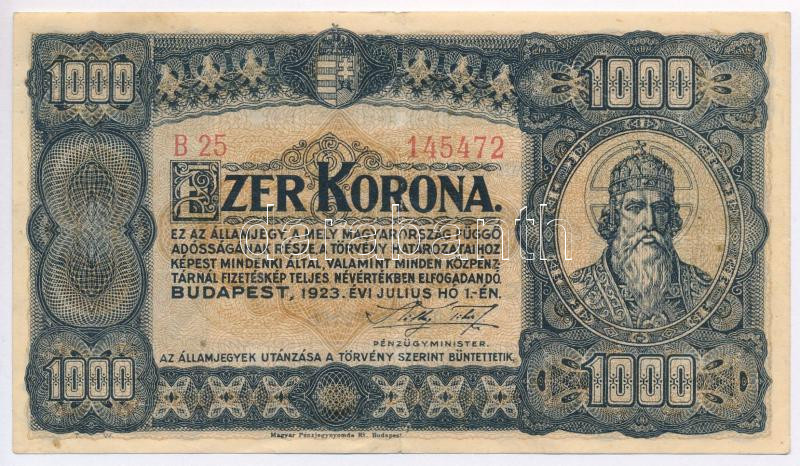 1000
1000
B 25
145472
EZER KORONA.
EZ AZ ÁLLAMJEGY, A MELY MAGYARORSZÁG FÜGGŐ
ADÓSSÁGÁNAK RÉSZE, A TÖRVÉNY HATÁROZATAIHOZ
KÉPEST MINDENKI ÁLTAL, VALAMINT MINDEN KÖZPÉNZ-
TÁRNÁL FIZETÉSKÉP TELJES NÉVÉRTÉKBEN ELFOGADANDÓ.
BUDAPEST, 1923. ÉVI JULIUS HÓ 1.-ÉN.
PÉNZÜGYMINISTER.
AZ ÁLLAMJEGYEK UTÁNZÁSA A TÖRVÉNY SZERINT BÜNTETTETIK.
1000
1000
Magyar Pénzjegynyomda Rt. Budapest.